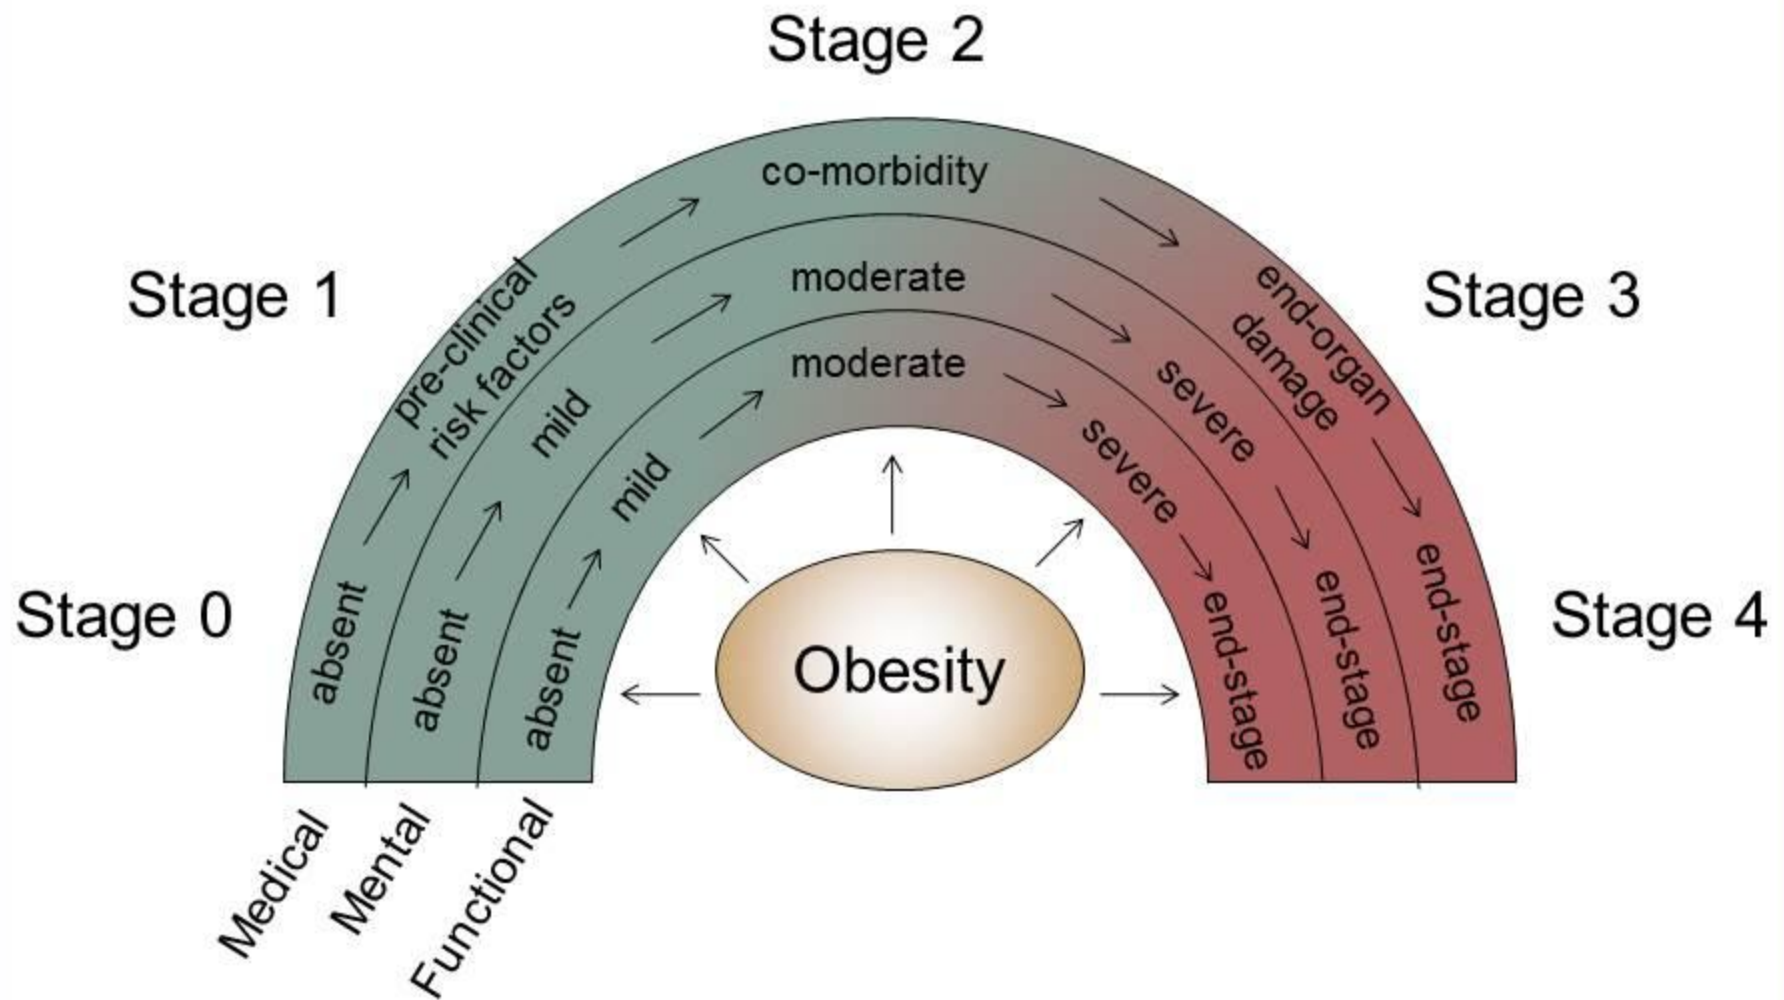 Stage 2
Stage 1
Stage 3
Stage 0
Stage 4
absent
pre-clinical
risk factors
co-morbidity
end-organ
damage
end-stage
absent
mild
moderate
severe
end-stage
absent
mild
moderate
severe
end-stage
Obesity
Medical
Mental
Functional